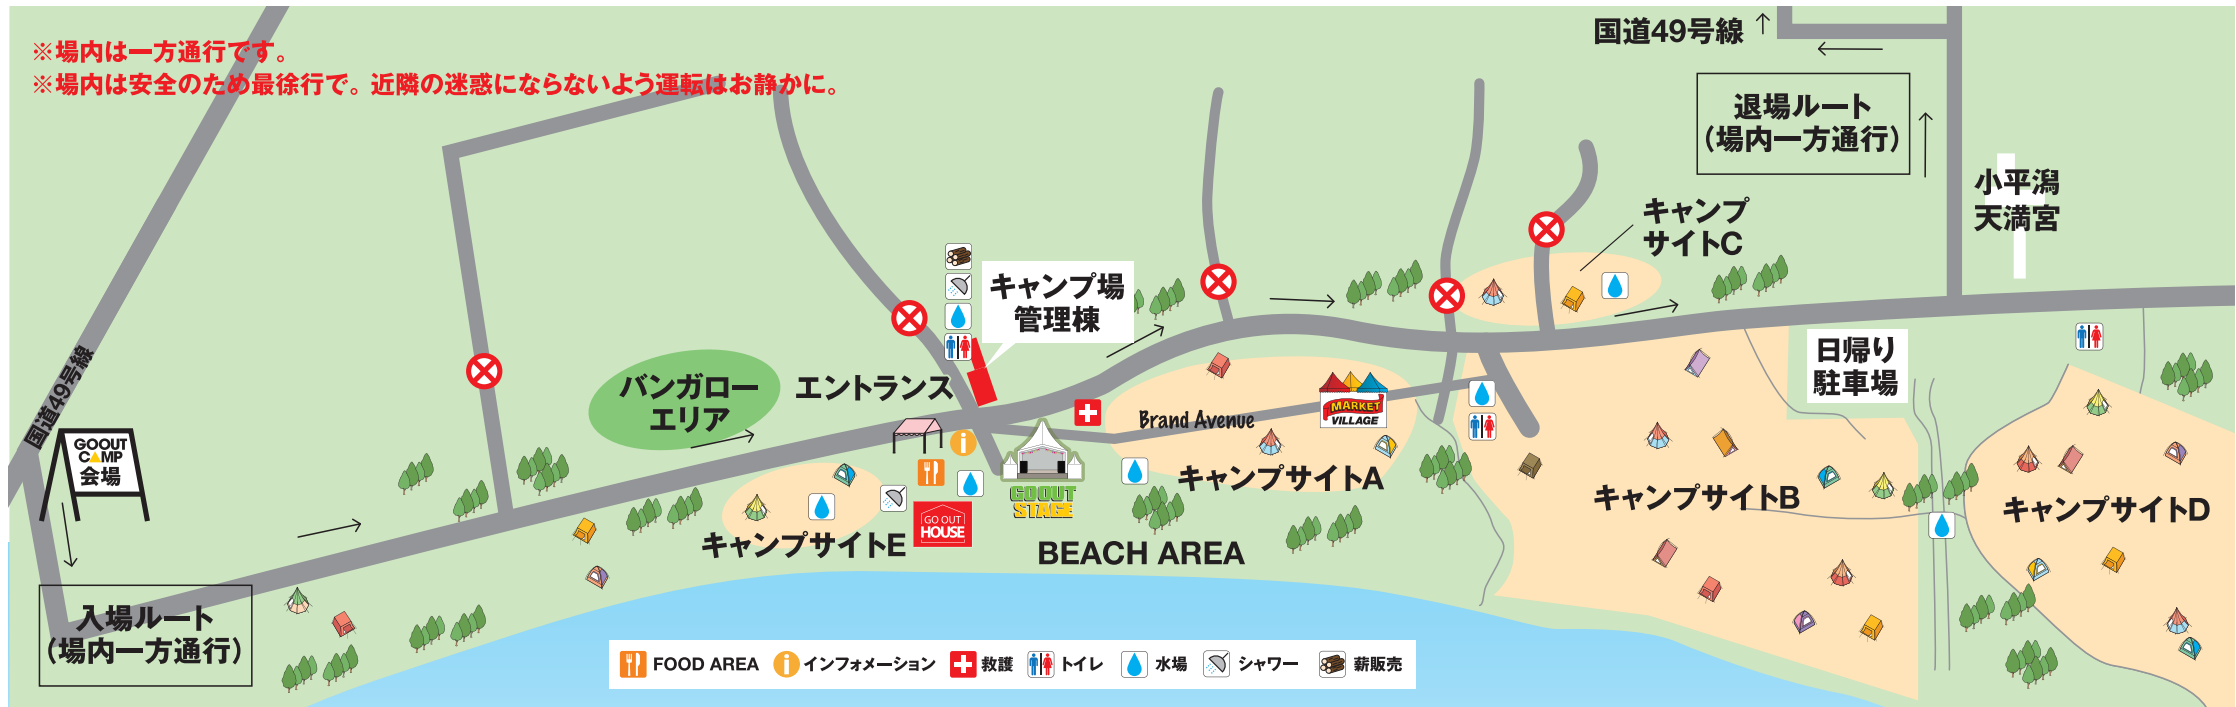 ※場内は一方通行です。
※場内は安全のため最徐行で。近隣の迷惑にならないよう運転はお静かに。
国道49号線
退場ルート
(場内一方通行)
小平潟
天満宮
キャンプ
サイトC
キャンプ場
管理棟
日帰り
駐車場
国道49号線
バンガロー
エリア
エントランス
MARKET
VILLAGE
Brand Avenue
GOOUT
CAMP
会場
キャンプサイトA
キャンプサイトB
キャンプサイトD
GOOUT
STAGE
GO OUT
HOUSE
キャンプサイトE
BEACH AREA
入場ルート
(場内一方通行)
FOOD AREA
インフォメーション
救護
トイレ
水場
シャワー
薪販売